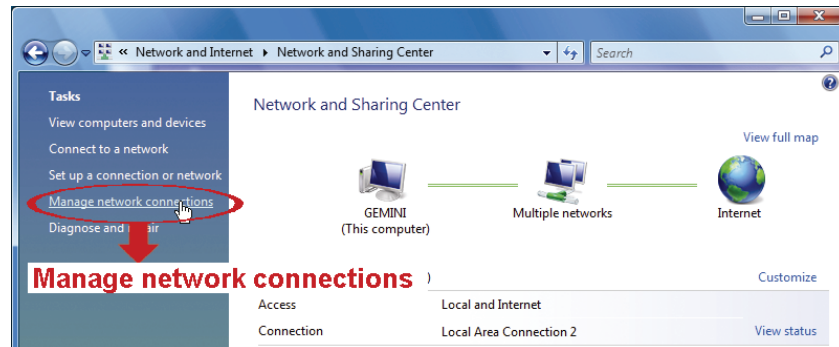 « Network and Internet ▸ Network and Sharing Center
Search
Tasks
View computers and devices
Connect to a network
Set up a connection or network
Manage network connections
Diagnose and
Manage network connections
Network and Sharing Center
View full map
GEMINI
(This computer)
Multiple networks
Internet
)
Customize
Access
Local and Internet
Connection
Local Area Connection 2
View status